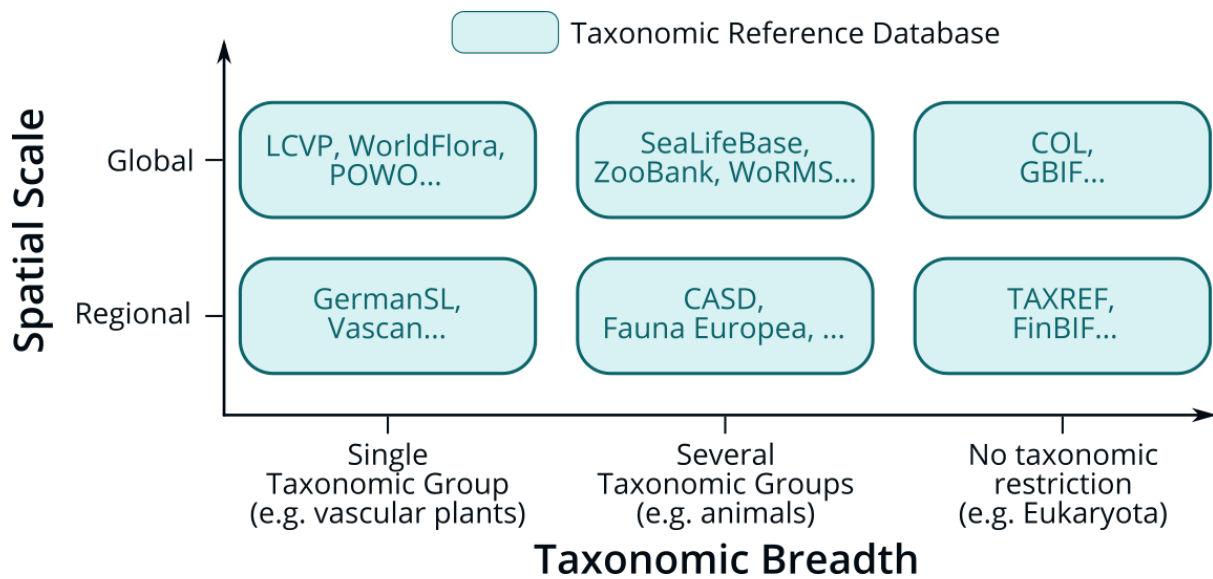 Taxonomic Reference Database
Spatial Scale
Global
LCVP, WorldFlora,
POWO...
SeaLifeBase,
ZooBank, WoRMS...
COL,
GBIF...
Regional
GermanSL,
Vascan...
CASD,
Fauna Europea, ...
TAXREF,
FinBIF...
Single
Taxonomic Group
(e.g. vascular plants)
Several
Taxonomic Groups
(e.g. animals)
No taxonomic
restriction
(e.g. Eukaryota)
Taxonomic Breadth